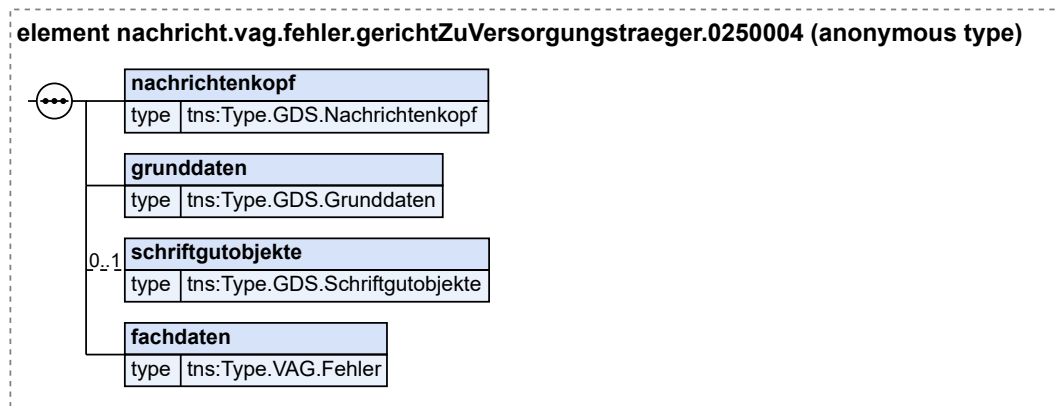 element nachricht.vag.fehler.gerichtZuVersorgungstraeger.0250004 (anonymous type)
nachrichtenkopf
type tns:Type.GDS.Nachrichtenkopf
grunddaten
type tns:Type.GDS.Grunddaten
0..1 schriftgutobjekte
type tns:Type.GDS.Schriftgutobjekte
fachdaten
type tns:Type.VAG.Fehler